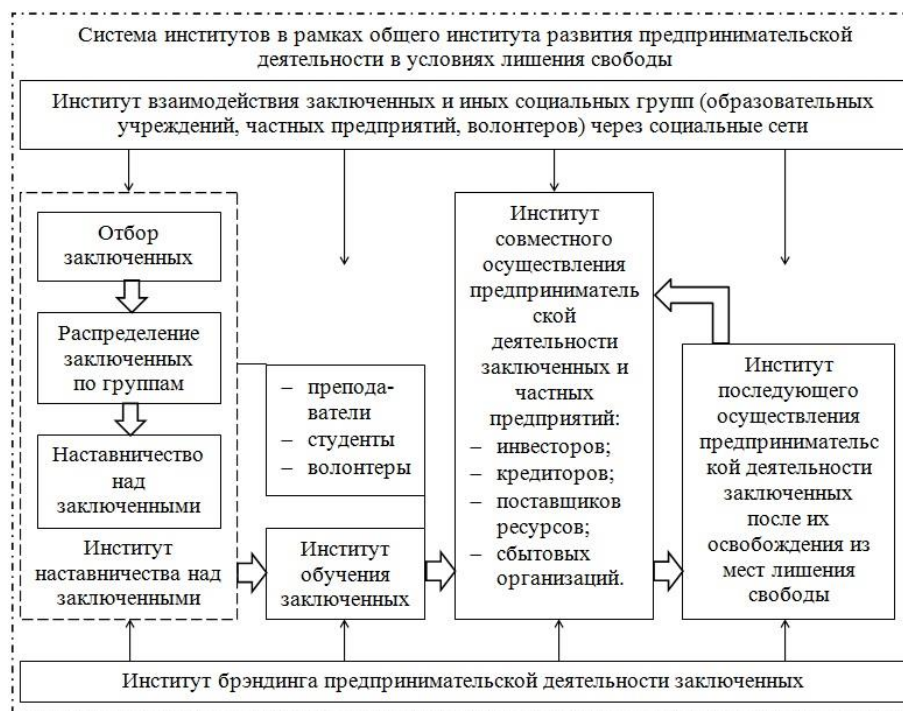 Система институтов в рамках общего института развития предпринимательской
деятельности в условиях лишения свободы
Институт взаимодействия заключенных и иных социальных групп (образовательных
учреждений, частных предприятий, волонтеров) через социальные сети
Отбор
заключенных
Распределение
заключенных
по группам
Наставничество
над
заключенными
Институт
наставничества над
заключенными
– препода-
ватели
– студенты
– волонтеры
Институт
обучения
заключенных
Институт
совместного
осуществления
предприниматель
ской
деятельности
заключенных и
частных
предприятий:
– инвесторов;
– кредиторов;
– поставщиков
ресурсов;
– сбытовых
организаций.
Институт
последующего
осуществления
предпринимательс
кой деятельности
заключенных
после их
освобождения из
мест лишения
свободы
Институт брэндинга предпринимательской деятельности заключенных